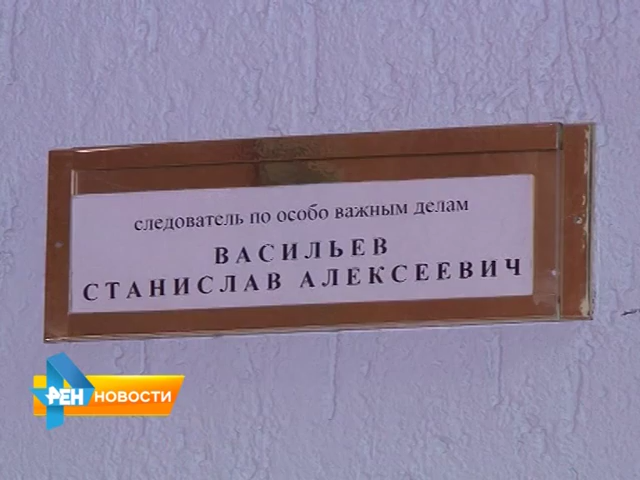 следователь по особо важным делам
ВАСИЛЬЕВ
СТАНИСЛАВ АЛЕКСЕЕВИЧ
РЕН НОВОСТИ